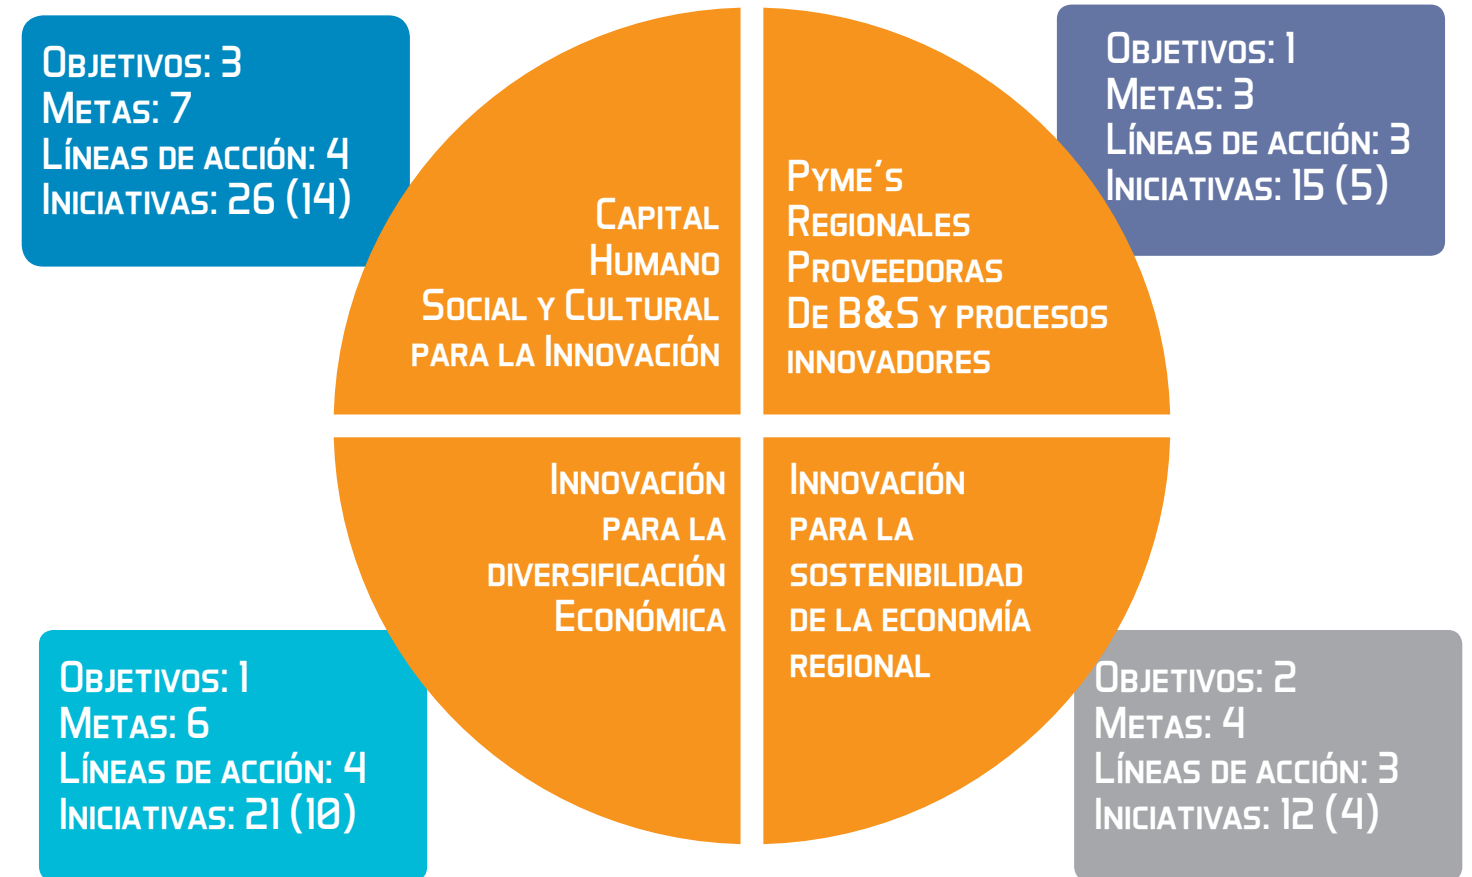 Objetivos: 3
Metas: 7
Líneas de acción: 4
Iniciativas: 26 (14)
Capital
Humano
Social y Cultural
para la Innovación
Pyme´s
Regionales
Proveedoras
De B&S y procesos
innovadores
Objetivos: 1
Metas: 3
Líneas de acción: 3
Iniciativas: 15 (5)
Innovación
para la
diversificación
Económica
Innovación
para la
sostenibilidad
de la economía
regional
Objetivos: 1
Metas: 6
Líneas de acción: 4
Iniciativas: 21 (10)
Objetivos: 2
Metas: 4
Líneas de acción: 3
Iniciativas: 12 (4)